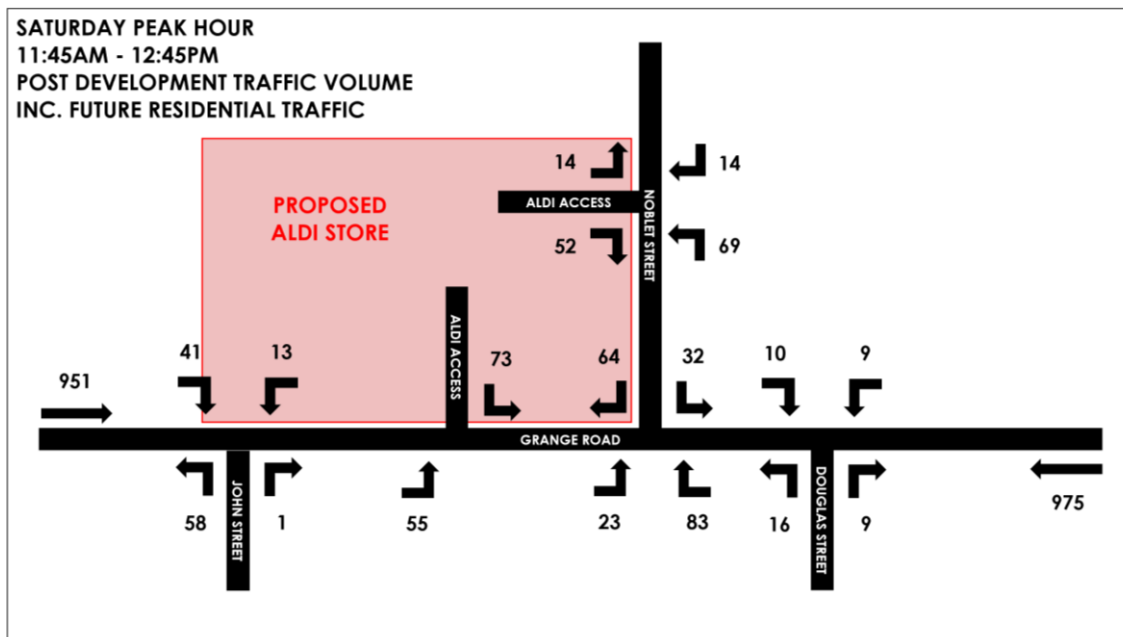 SATURDAY PEAK HOUR
11:45AM - 12:45PM
POST DEVELOPMENT TRAFFIC VOLUME
INC. FUTURE RESIDENTIAL TRAFFIC
14
14
PROPOSED
ALDI STORE
ALDI ACCESS
NOBLET STREET
52
69
ALDI ACCESS
41
13
73
64
32
10
9
951
GRANGE ROAD
JOHN STREET
DOUGLAS STREET
58
1
55
23
83
16
9
975